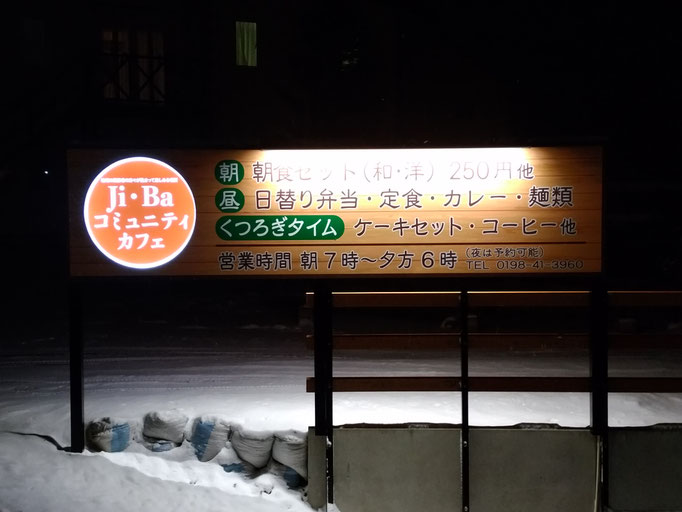 Ji・Ba
コミュニティ
カフェ
朝 朝食セット(和・洋) 250円他
昼 日替り弁当・定食・カレー・麺類
くつろぎタイム ケーキセット・コーヒー他
営業時間 朝7時～夕方6時 (夜は予約可能)
TEL 0198-41-3960